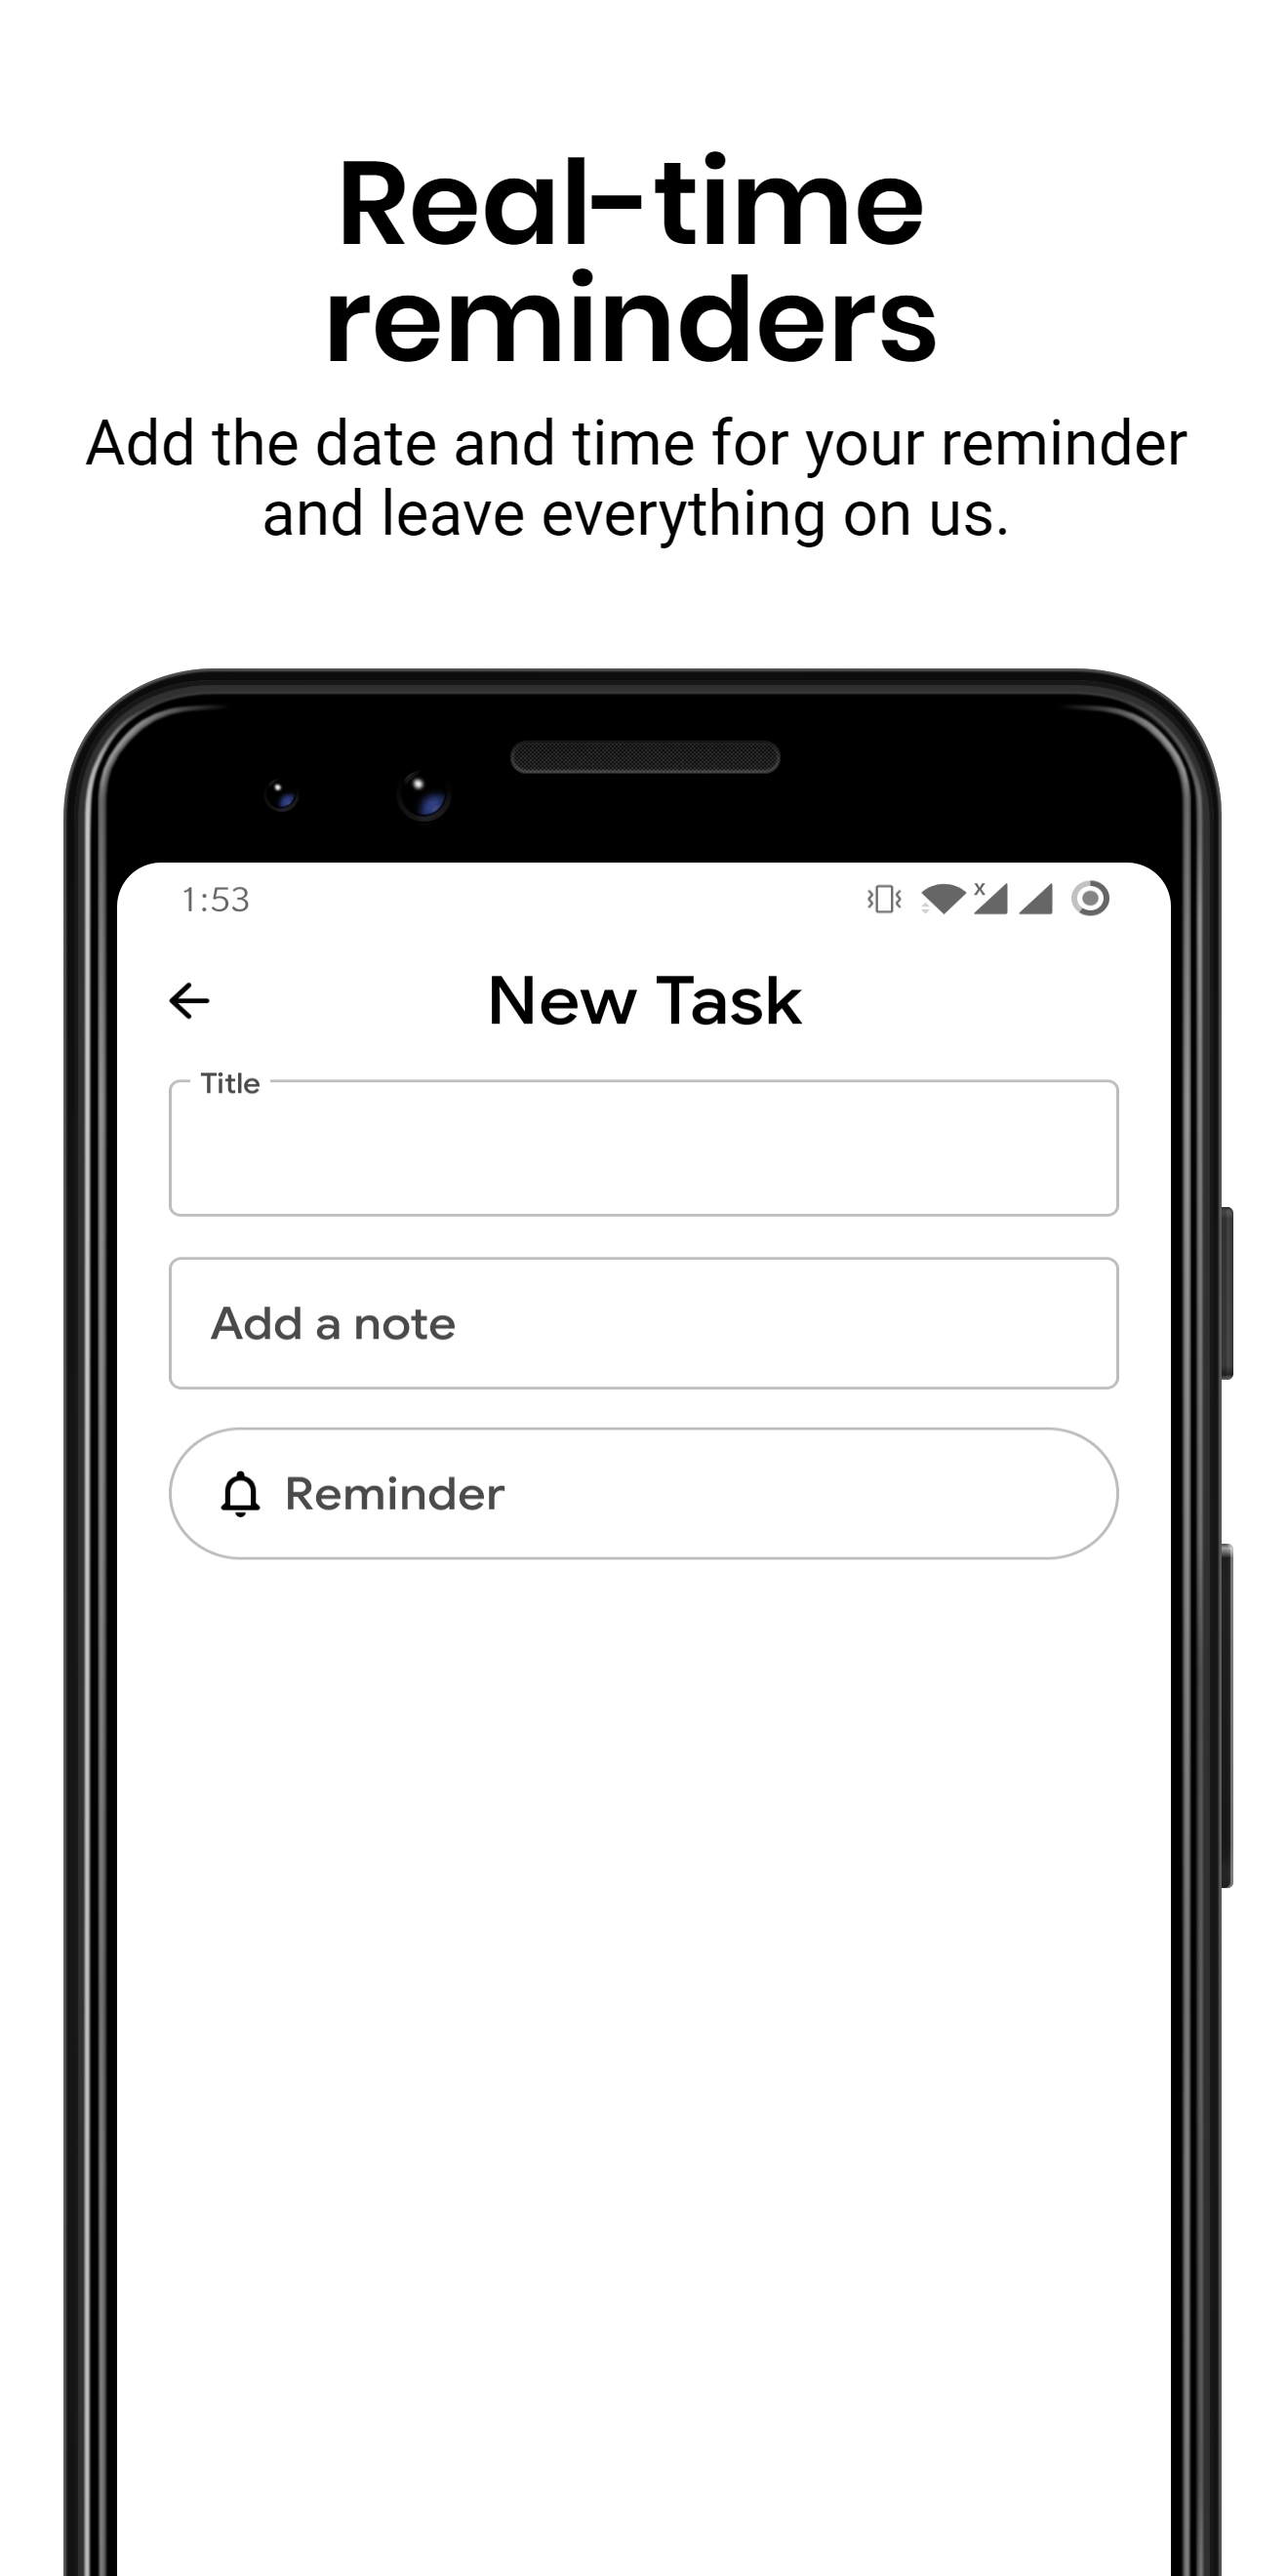 Real-time
reminders
Add the date and time for your reminder
and leave everything on us.
1:53
x
New Task
Title
Add a note
Reminder